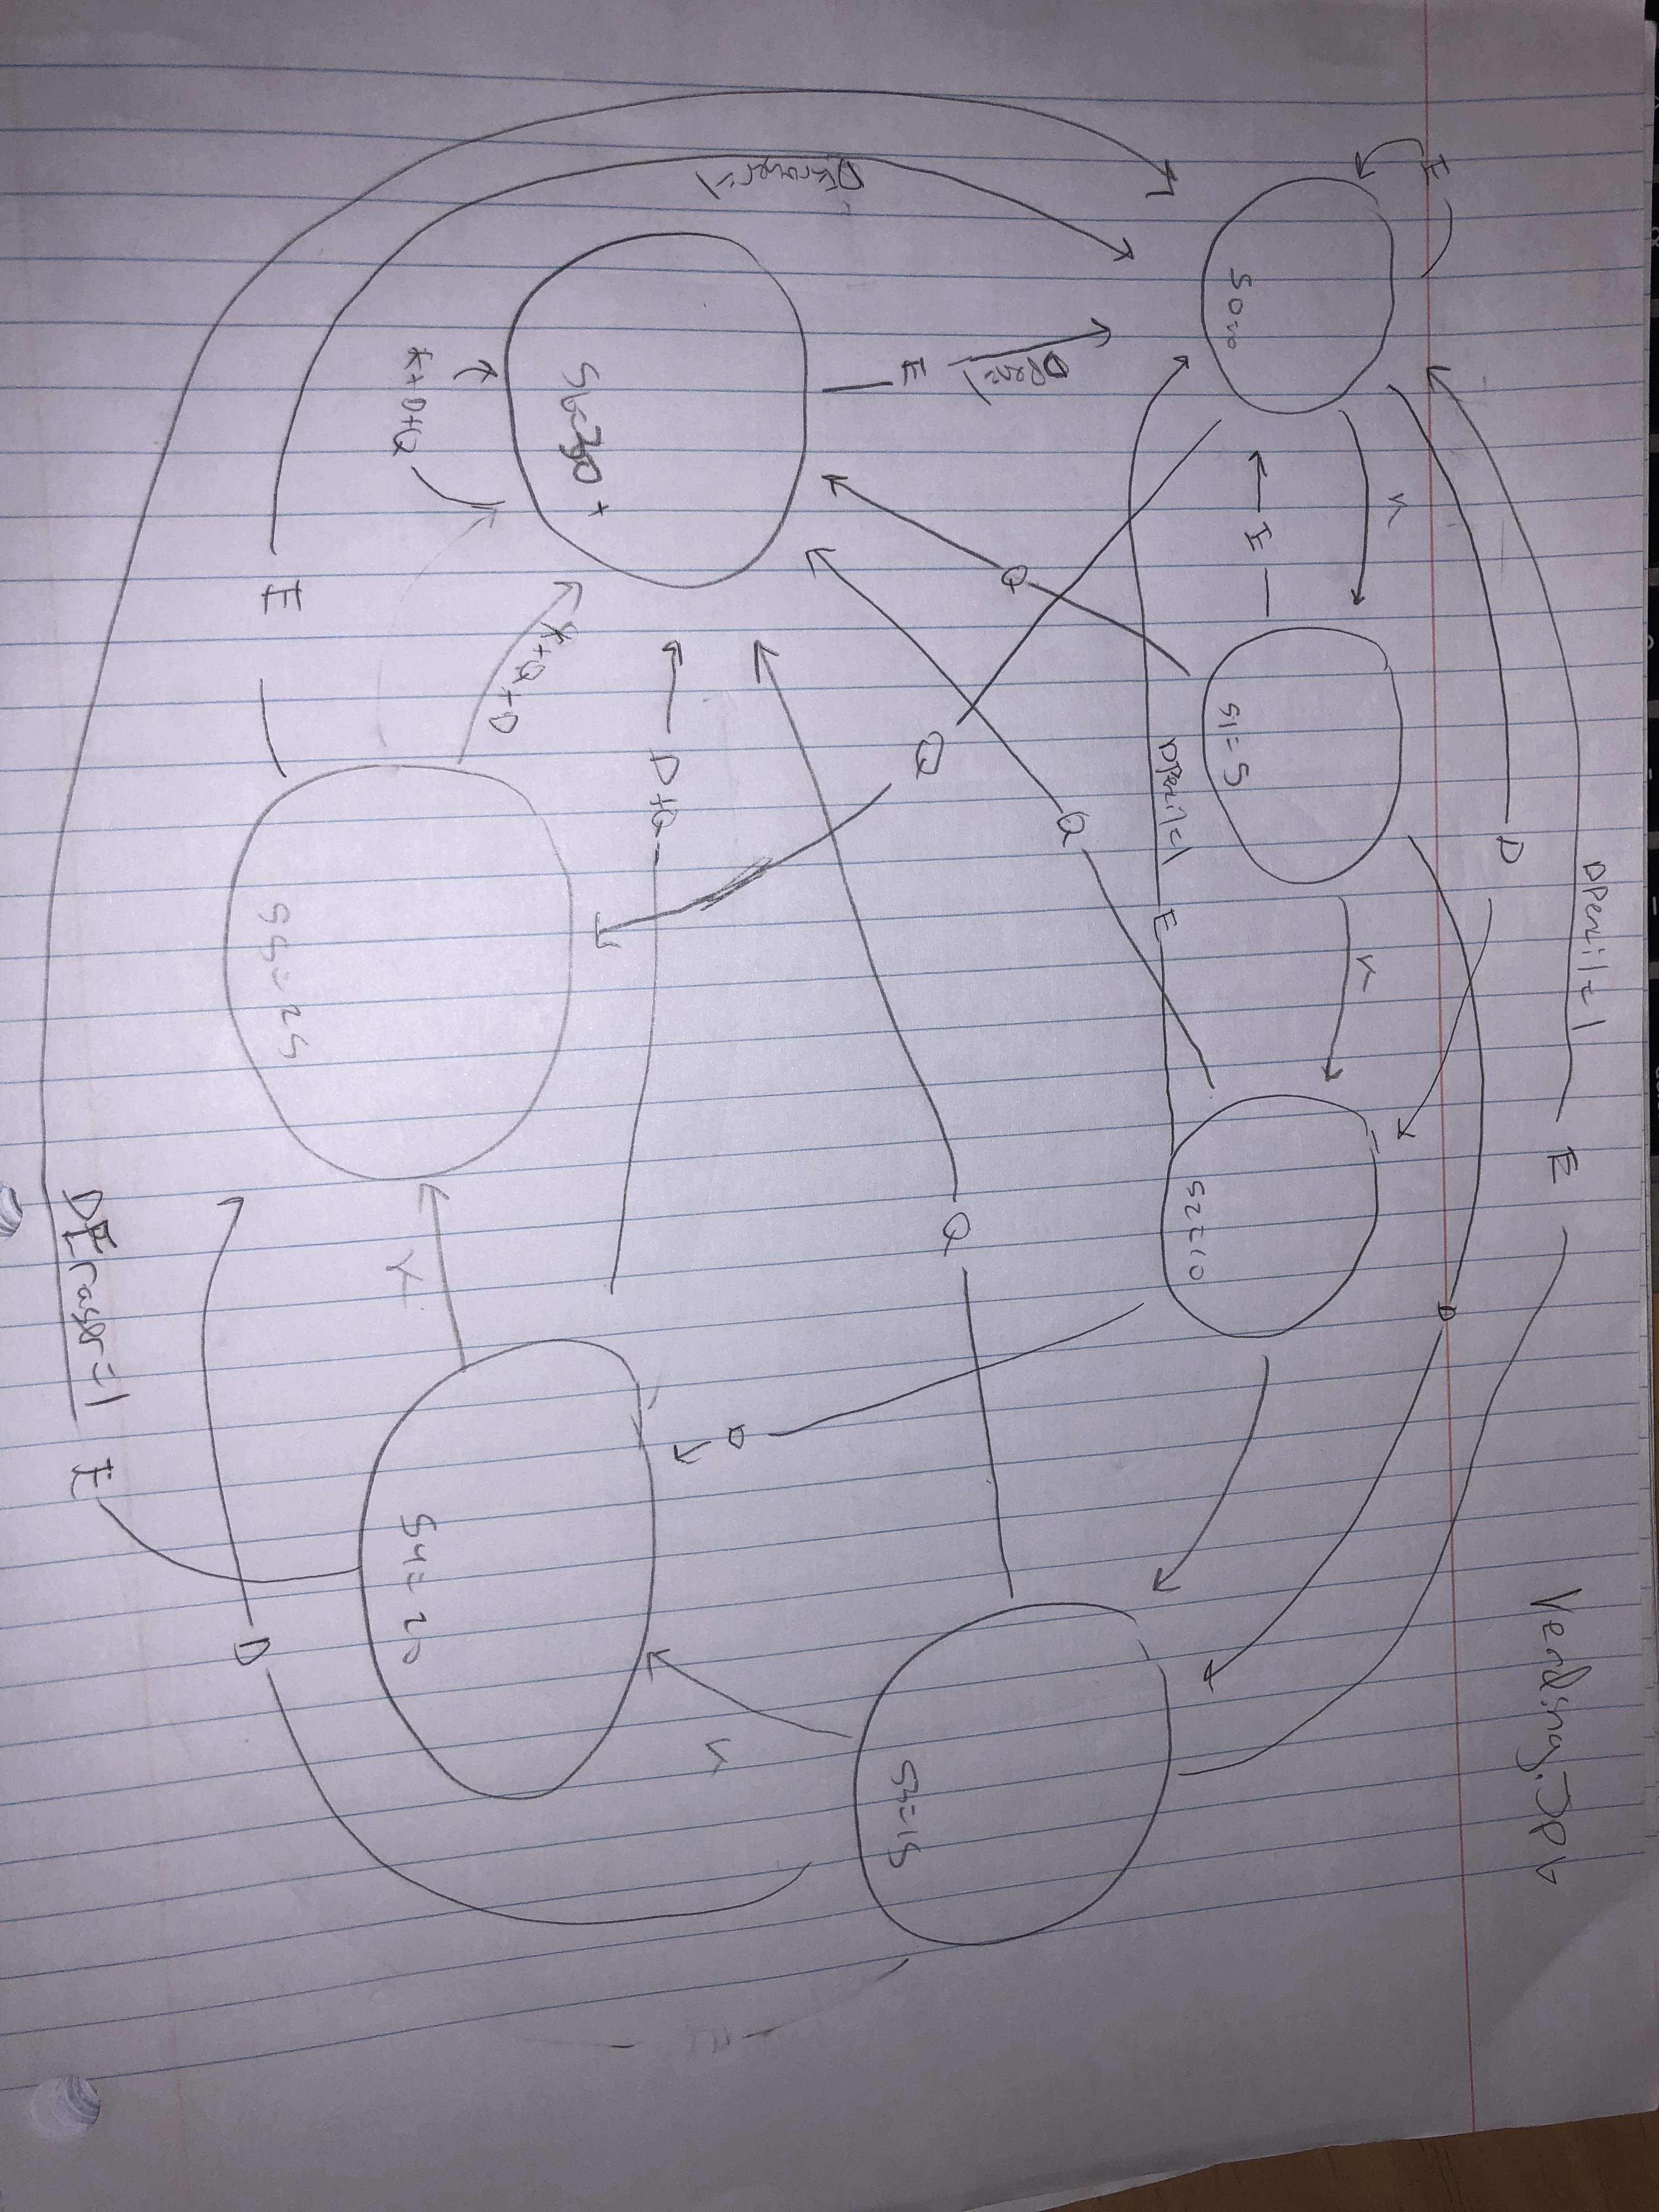 Vending.JPG
DPencil=1
E
E
D
D
K
K
S0=0
E
S1=5
S2=10
DPencil=1
E
Q
Q
Q
Q
D
S3=15
K
E
DPen=1
S6=30+
K+D+Q
D+Q
K+Q+D
DEraser=1
E
S5=25
K
S4=20
D
DEraser=1
E